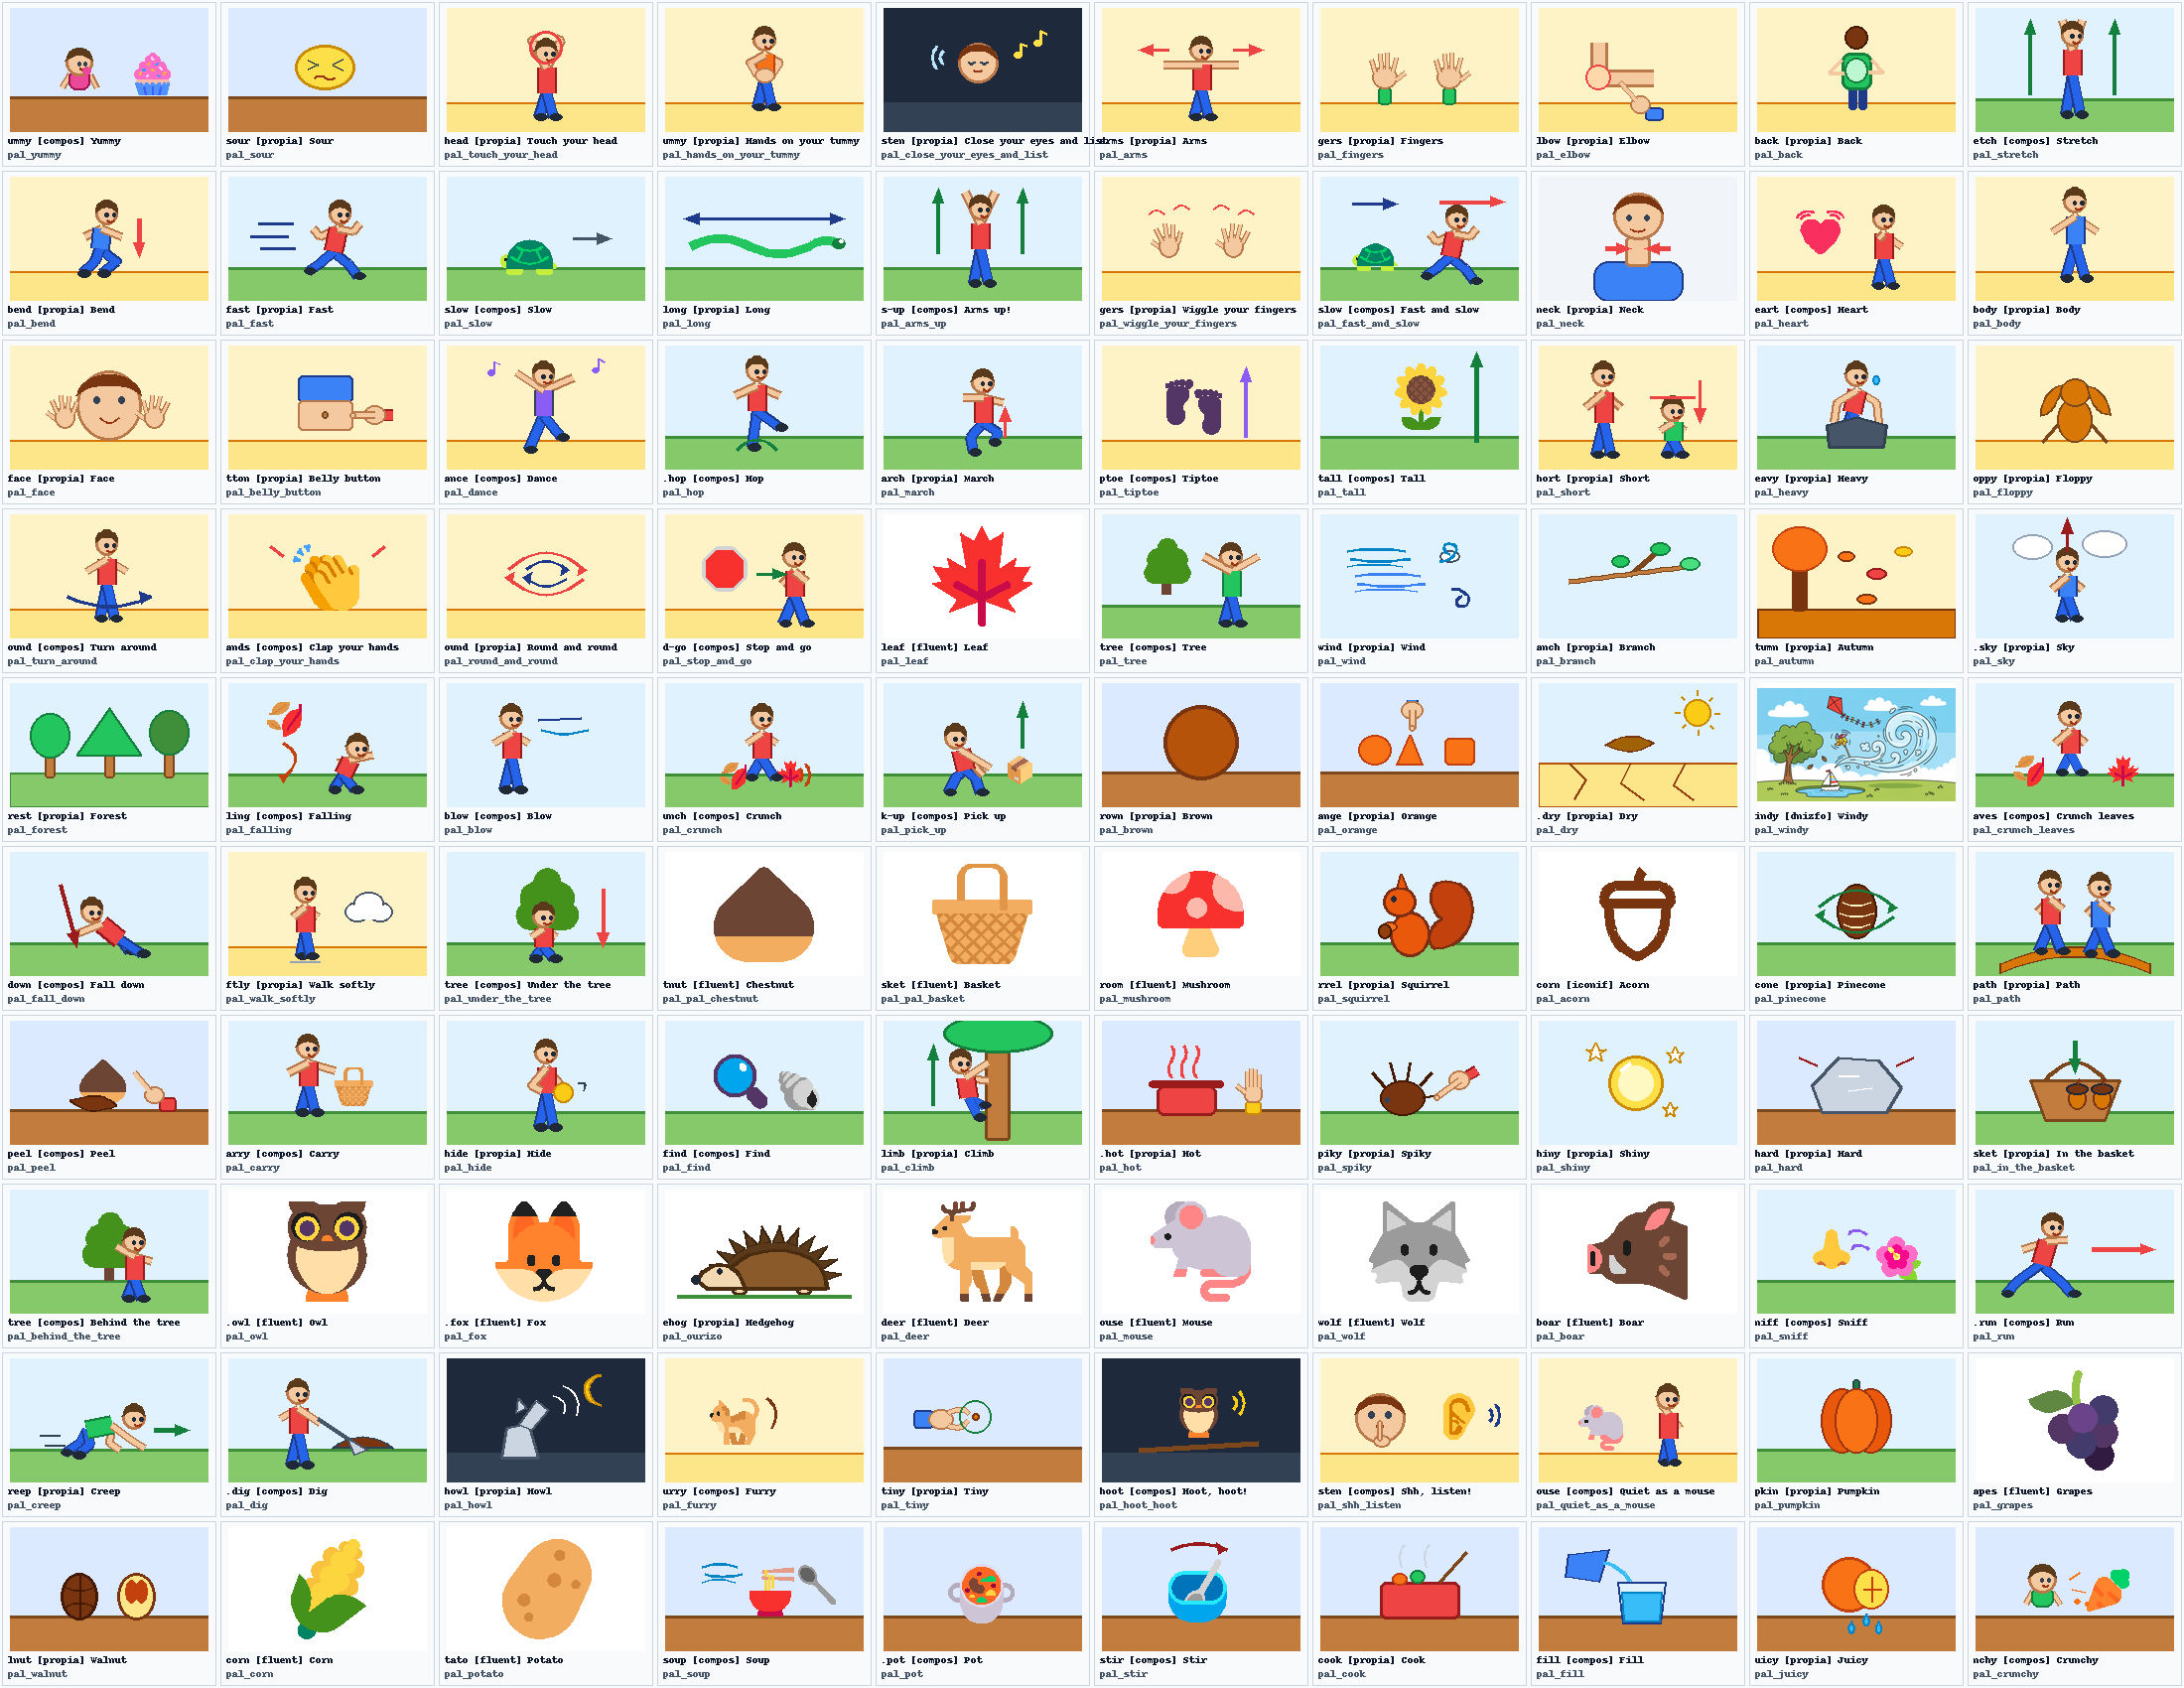 ummy [compos] Yummy
pal_yummy
sour [propia] Sour
pal_sour
head [propia] Touch your head
pal_touch_your_head
ummy [propia] Hands on your tummy
pal_hands_on_your_tummy
sten [propia] Close your eyes and list
pal_close_your_eyes_and_list
arms [propia] Arms
pal_arms
gers [propia] Fingers
pal_fingers
lbow [propia] Elbow
pal_elbow
back [propia] Back
pal_back
etch [compos] Stretch
pal_stretch
bend [propia] Bend
pal_bend
fast [propia] Fast
pal_fast
slow [compos] Slow
pal_slow
long [propia] Long
pal_long
s-up [compos] Arms up!
pal_arms_up
gers [propia] Wiggle your fingers
pal_wiggle_your_fingers
slow [compos] Fast and slow
pal_fast_and_slow
neck [propia] Neck
pal_neck
eart [compos] Heart
pal_heart
body [propia] Body
pal_body
face [propia] Face
pal_face
tton [propia] Belly button
pal_belly_button
ance [compos] Dance
pal_dance
.hop [compos] Hop
pal_hop
arch [propia] March
pal_march
ptoe [compos] Tiptoe
pal_tiptoe
tall [compos] Tall
pal_tall
hort [propia] Short
pal_short
eavy [propia] Heavy
pal_heavy
oppy [propia] Floppy
pal_floppy
ound [compos] Turn around
pal_turn_around
ands [compos] Clap your hands
pal_clap_your_hands
ound [propia] Round and round
pal_round_and_round
d-go [compos] Stop and go
pal_stop_and_go
leaf [fluent] Leaf
pal_leaf
tree [compos] Tree
pal_tree
wind [propia] Wind
pal_wind
anch [propia] Branch
pal_branch
tumn [propia] Autumn
pal_autumn
.sky [propia] Sky
pal_sky
rest [propia] Forest
pal_forest
ling [compos] Falling
pal_falling
blow [compos] Blow
pal_blow
unch [compos] Crunch
pal_crunch
k-up [compos] Pick up
pal_pick_up
rown [propia] Brown
pal_brown
ange [propia] Orange
pal_orange
.dry [propia] Dry
pal_dry
indy [dnizfo] Windy
pal_windy
aves [compos] Crunch leaves
pal_crunch_leaves
down [compos] Fall down
pal_fall_down
ftly [propia] Walk softly
pal_walk_softly
tree [compos] Under the tree
pal_under_the_tree
tnut [fluent] Chestnut
pal_pal_chestnut
sket [fluent] Basket
pal_pal_basket
room [fluent] Mushroom
pal_mushroom
rrel [propia] Squirrel
pal_squirrel
corn [iconif] Acorn
pal_acorn
cone [propia] Pinecone
pal_pinecone
path [propia] Path
pal_path
peel [compos] Peel
pal_peel
arry [compos] Carry
pal_carry
hide [propia] Hide
pal_hide
find [compos] Find
pal_find
limb [propia] Climb
pal_climb
.hot [propia] Hot
pal_hot
piky [propia] Spiky
pal_spiky
hiny [propia] Shiny
pal_shiny
hard [propia] Hard
pal_hard
sket [propia] In the basket
pal_in_the_basket
tree [compos] Behind the tree
pal_behind_the_tree
.owl [fluent] Owl
pal_owl
.fox [fluent] Fox
pal_fox
ehog [propia] Hedgehog
pal_ourizo
deer [fluent] Deer
pal_deer
ouse [fluent] Mouse
pal_mouse
wolf [fluent] Wolf
pal_wolf
boar [fluent] Boar
pal_boar
niff [compos] Sniff
pal_sniff
.run [compos] Run
pal_run
reep [propia] Creep
pal_creep
.dig [compos] Dig
pal_dig
howl [propia] Howl
pal_howl
urry [compos] Furry
pal_furry
tiny [propia] Tiny
pal_tiny
hoot [compos] Hoot, hoot!
pal_hoot_hoot
sten [compos] Shh, listen!
pal_shh_listen
ouse [compos] Quiet as a mouse
pal_quiet_as_a_mouse
pkin [propia] Pumpkin
pal_pumpkin
apes [fluent] Grapes
pal_grapes
lnut [propia] Walnut
pal_walnut
corn [fluent] Corn
pal_corn
tato [fluent] Potato
pal_potato
soup [compos] Soup
pal_soup
.pot [compos] Pot
pal_pot
stir [compos] Stir
pal_stir
cook [propia] Cook
pal_cook
fill [compos] Fill
pal_fill
uicy [propia] Juicy
pal_juicy
nchy [compos] Crunchy
pal_crunchy